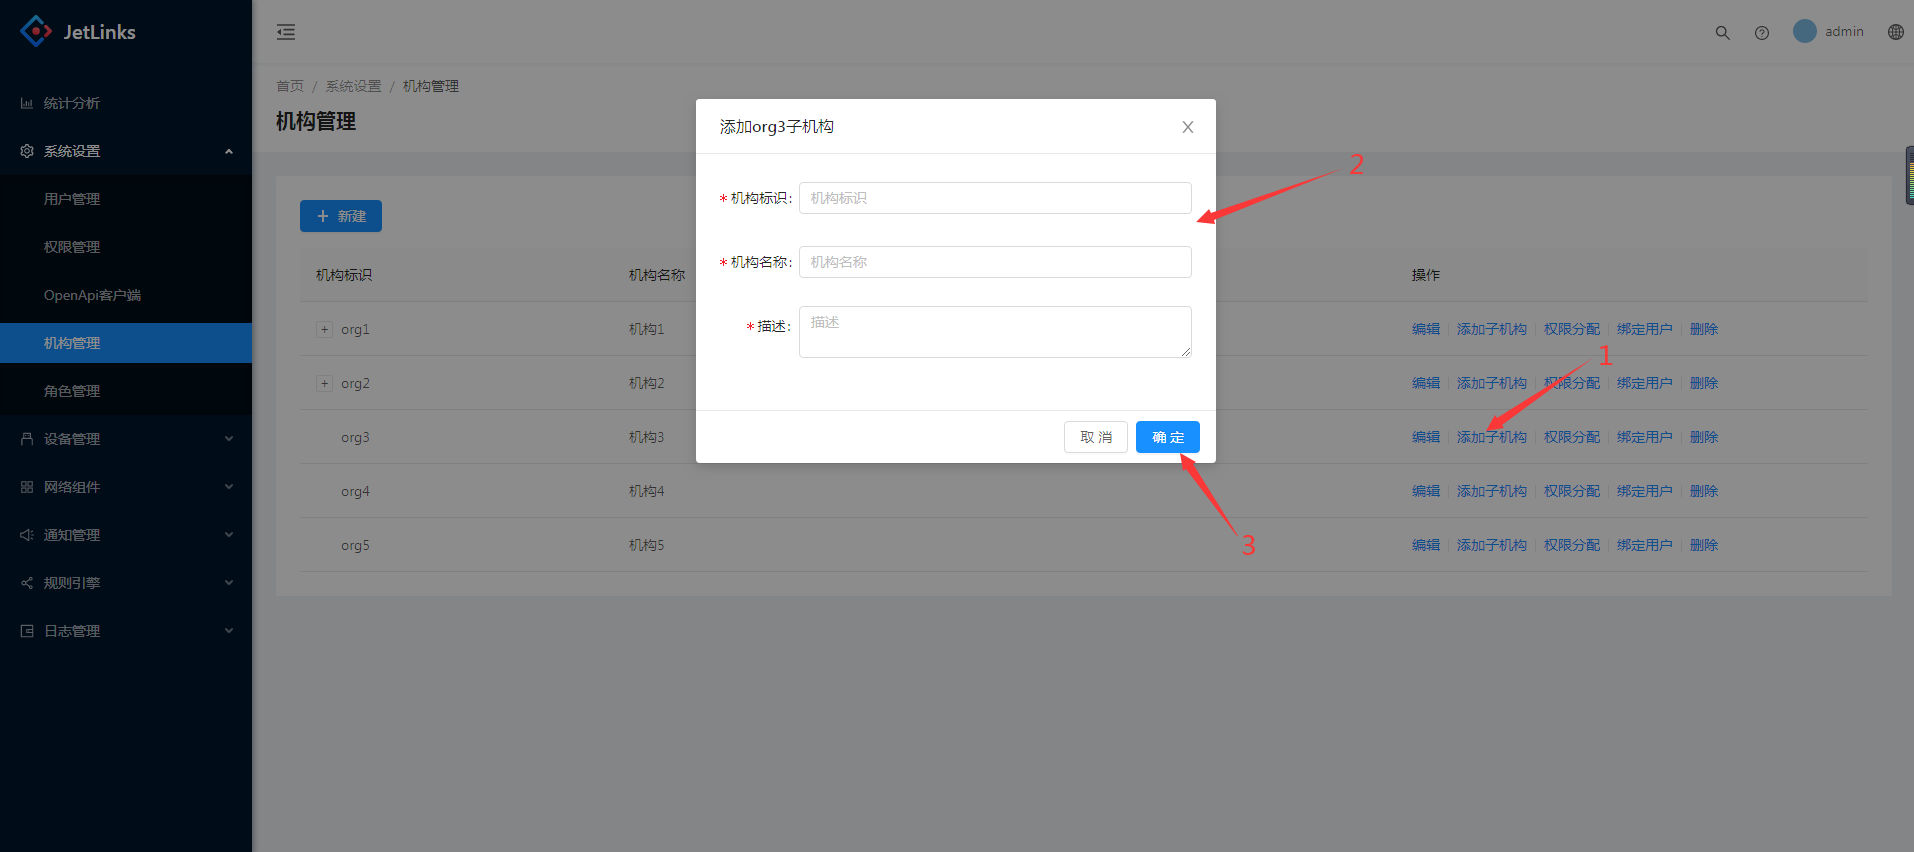 JetLinks
admin
统计分析
系统设置
用户管理
权限管理
OpenApi客户端
机构管理
角色管理
设备管理
网络组件
通知管理
规则引擎
日志管理
首页 / 系统设置 / 机构管理
机构管理
+ 新建
机构标识 机构名称 操作
+ org1 机构1 编辑 添加子机构 权限分配 绑定用户 删除
+ org2 机构2 编辑 添加子机构 权限分配 绑定用户 删除
org3 机构3 编辑 添加子机构 权限分配 绑定用户 删除
org4 机构4 编辑 添加子机构 权限分配 绑定用户 删除
org5 机构5 编辑 添加子机构 权限分配 绑定用户 删除
添加org3子机构
* 机构标识: 机构标识
* 机构名称: 机构名称
* 描述: 描述
取 消 确 定
1
2
3